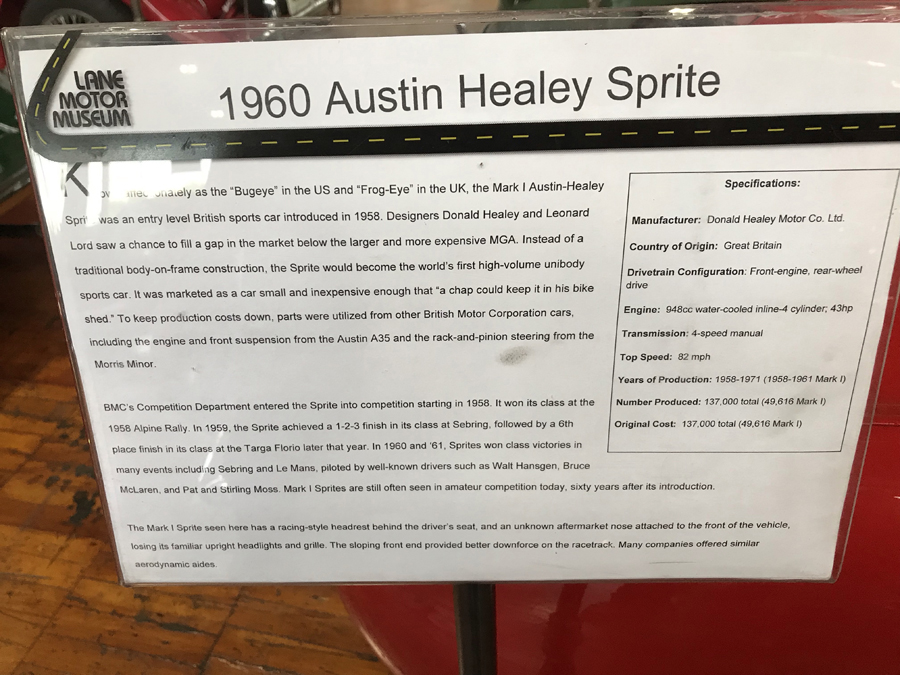 LANE
MOTOR
MUSEUM
1960 Austin Healey Sprite
as the “Bugeye” in the US and “Frog-Eye” in the UK, the Mark I Austin-Healey
was an entry level British sports car introduced in 1958. Designers Donald Healey and Leonard
Lord saw a chance to fill a gap in the market below the larger and more expensive MGA. Instead of a
traditional body-on-frame construction, the Sprite would become the world’s first high-volume unibody
sports car. It was marketed as a car small and inexpensive enough that “a chap could keep it in his bike
shed.” To keep production costs down, parts were utilized from other British Motor Corporation cars,
including the engine and front suspension from the Austin A35 and the rack-and-pinion steering from the
Morris Minor.
BMC’s Competition Department entered the Sprite into competition starting in 1958. It won its class at the
1958 Alpine Rally. In 1959, the Sprite achieved a 1-2-3 finish in its class at Sebring, followed by a 6th
place finish in its class at the Targa Florio later that year. In 1960 and ’61, Sprites won class victories in
many events including Sebring and Le Mans, piloted by well-known drivers such as Walt Hansgen, Bruce
McLaren, and Pat and Stirling Moss. Mark I Sprites are still often seen in amateur competition today, sixty years after its introduction.
The Mark I Sprite seen here has a racing-style headrest behind the driver’s seat, and an unknown aftermarket nose attached to the front of the vehicle,
losing its familiar upright headlights and grille. The sloping front end provided better downforce on the racetrack. Many companies offered similar
aerodynamic aides.
Specifications:
Manufacturer: Donald Healey Motor Co. Ltd.
Country of Origin: Great Britain
Drivetrain Configuration: Front-engine, rear-wheel
drive
Engine: 948cc water-cooled inline-4 cylinder; 43hp
Transmission: 4-speed manual
Top Speed: 82 mph
Years of Production: 1958-1971 (1958-1961 Mark I)
Number Produced: 137,000 total (49,616 Mark I)
Original Cost: 137,000 total (49,616 Mark I)